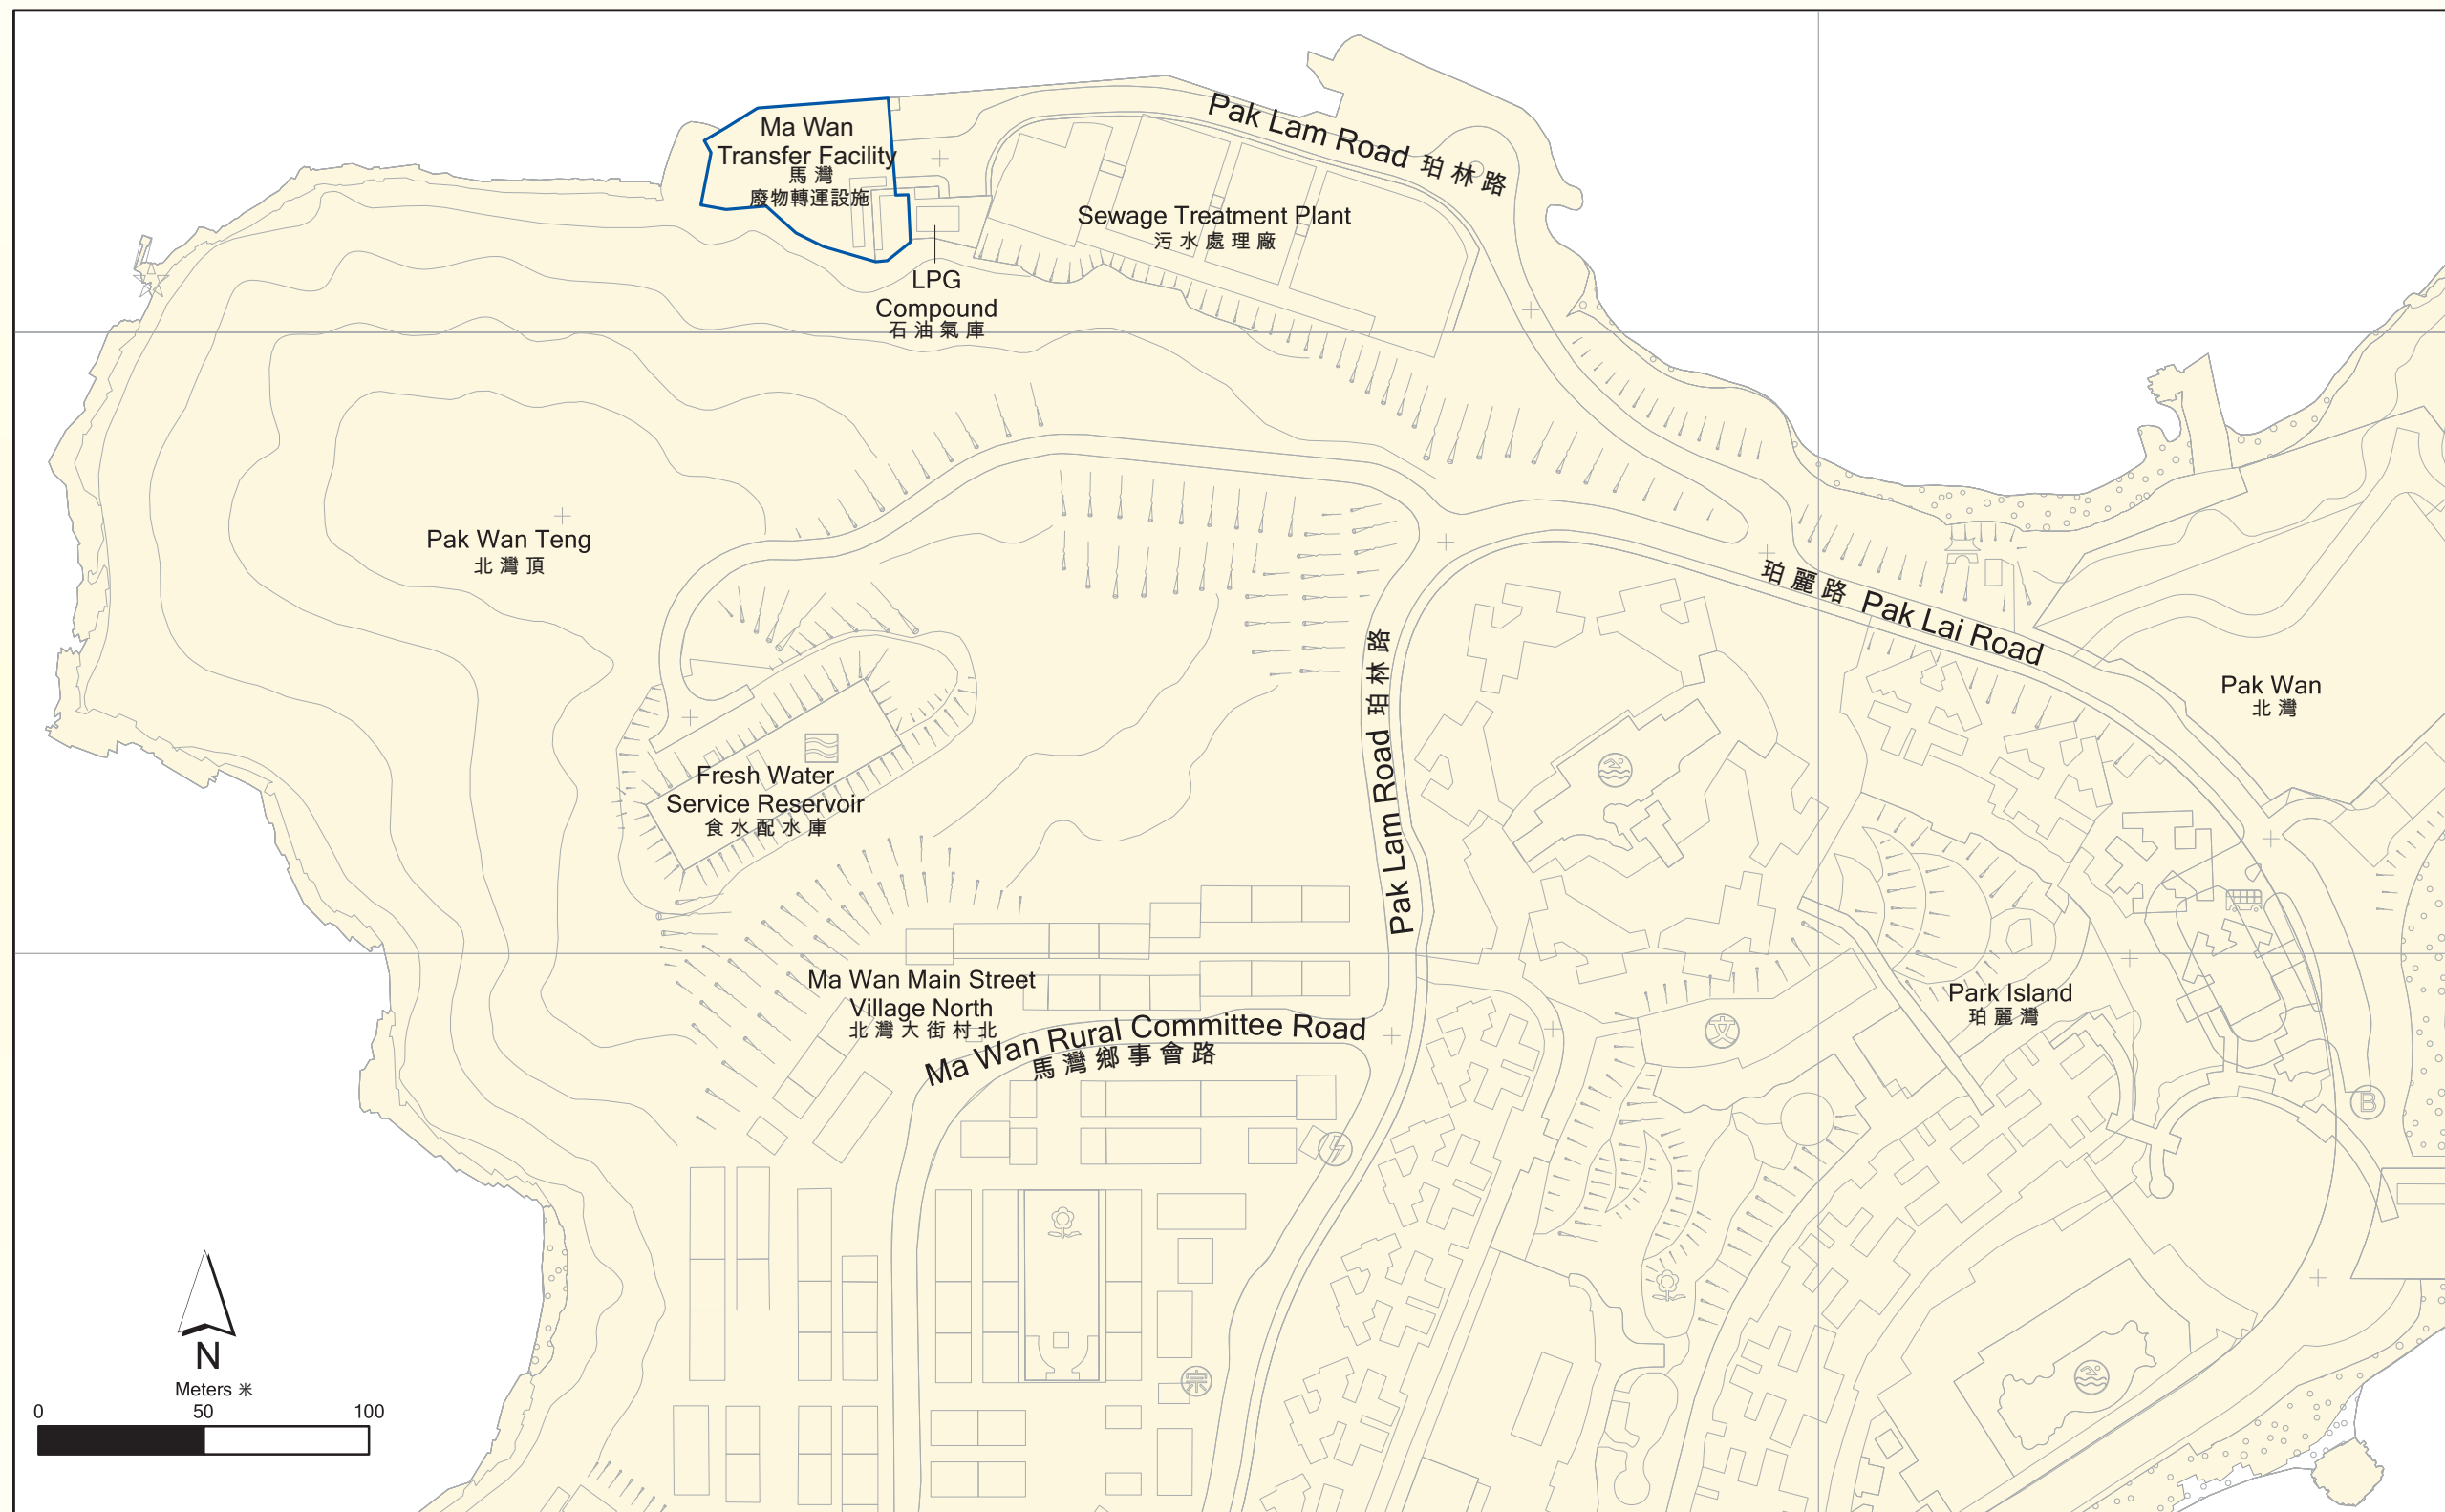 Ma Wan
Transfer Facility
馬灣
廢物轉運設施
Pak Lam Road 珀林路
Sewage Treatment Plant
污水處理廠
LPG
Compound
石油氣庫
Pak Wan Teng
北灣頂
珀麗路 Pak Lai Road
Pak Wan
北灣
Fresh Water
Service Reservoir
食水配水庫
Pak Lam Road 珀林路
Ma Wan Main Street
Village North
北灣大街村北
Ma Wan Rural Committee Road
馬灣鄉事會路
Park Island
珀麗灣
文
B
宗
N
Meters 米
0 50 100